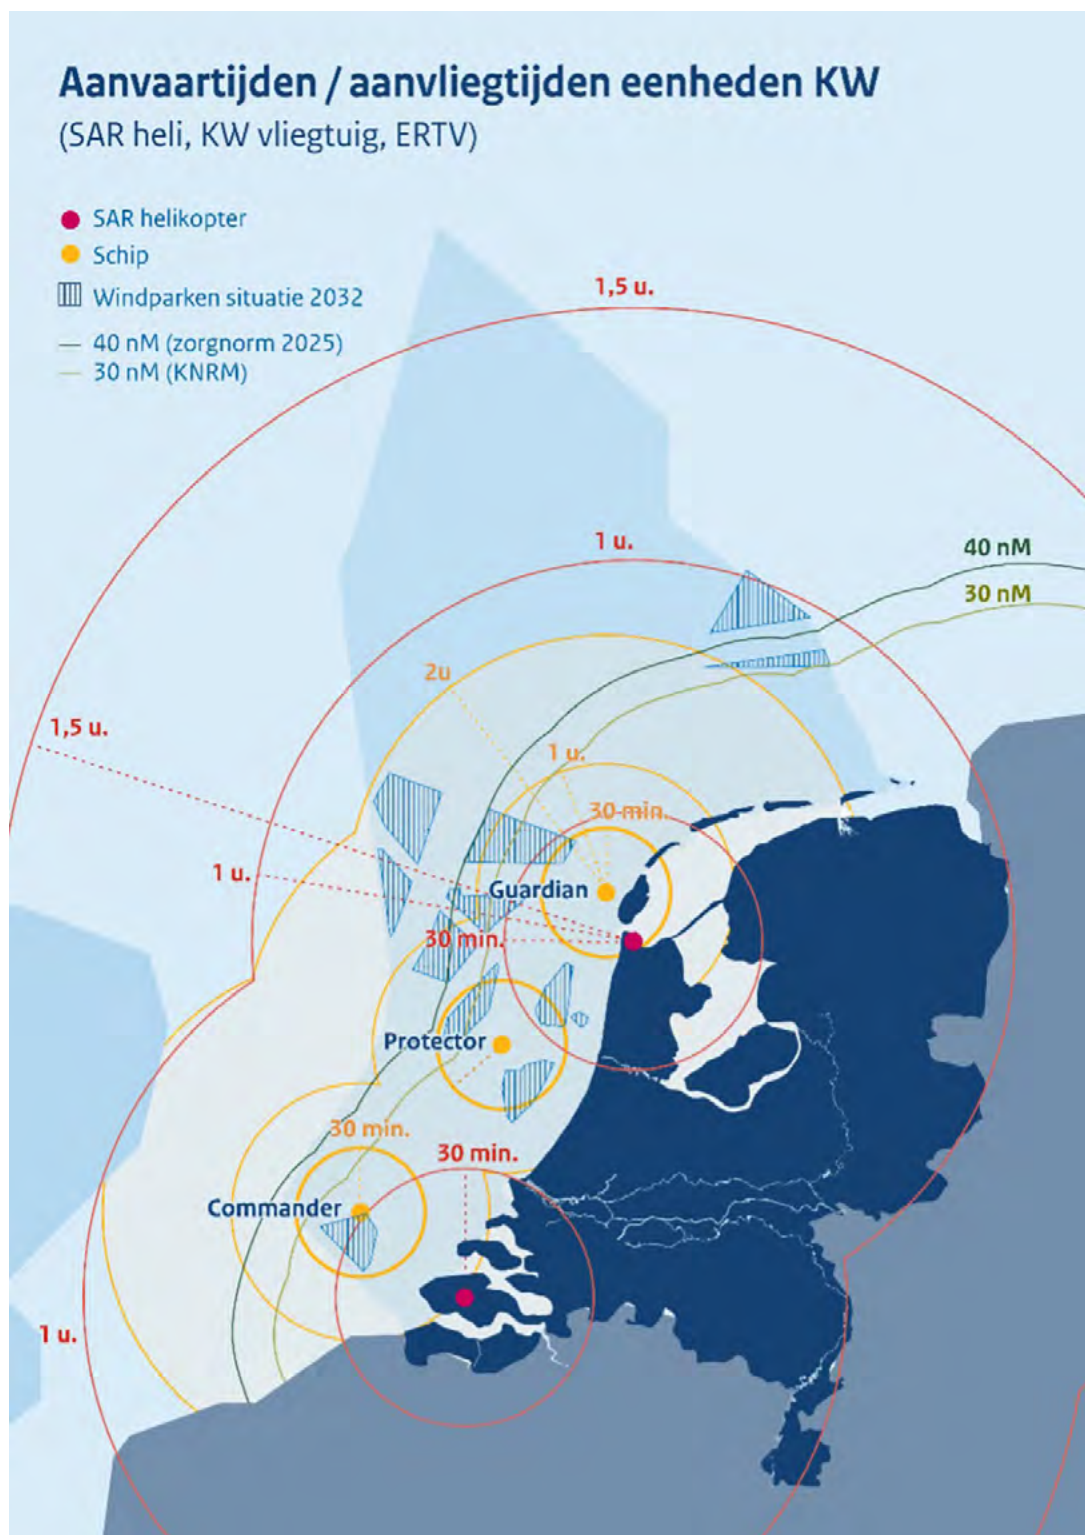 Aanvaartijden / aanvliegtijden eenheden KW
(SAR heli, KW vliegtuig, ERTV)
SAR helikopter
Schip
Windparken situatie 2032
40 nM (zorgnorm 2025)
30 nM (KNRM)
1,5 u.
1 u.
40 nM
30 nM
2u
1,5 u.
1 u.
30 min.
1 u.
Guardian
30 min.
Protector
30 min.
30 min.
Commander
1 u.